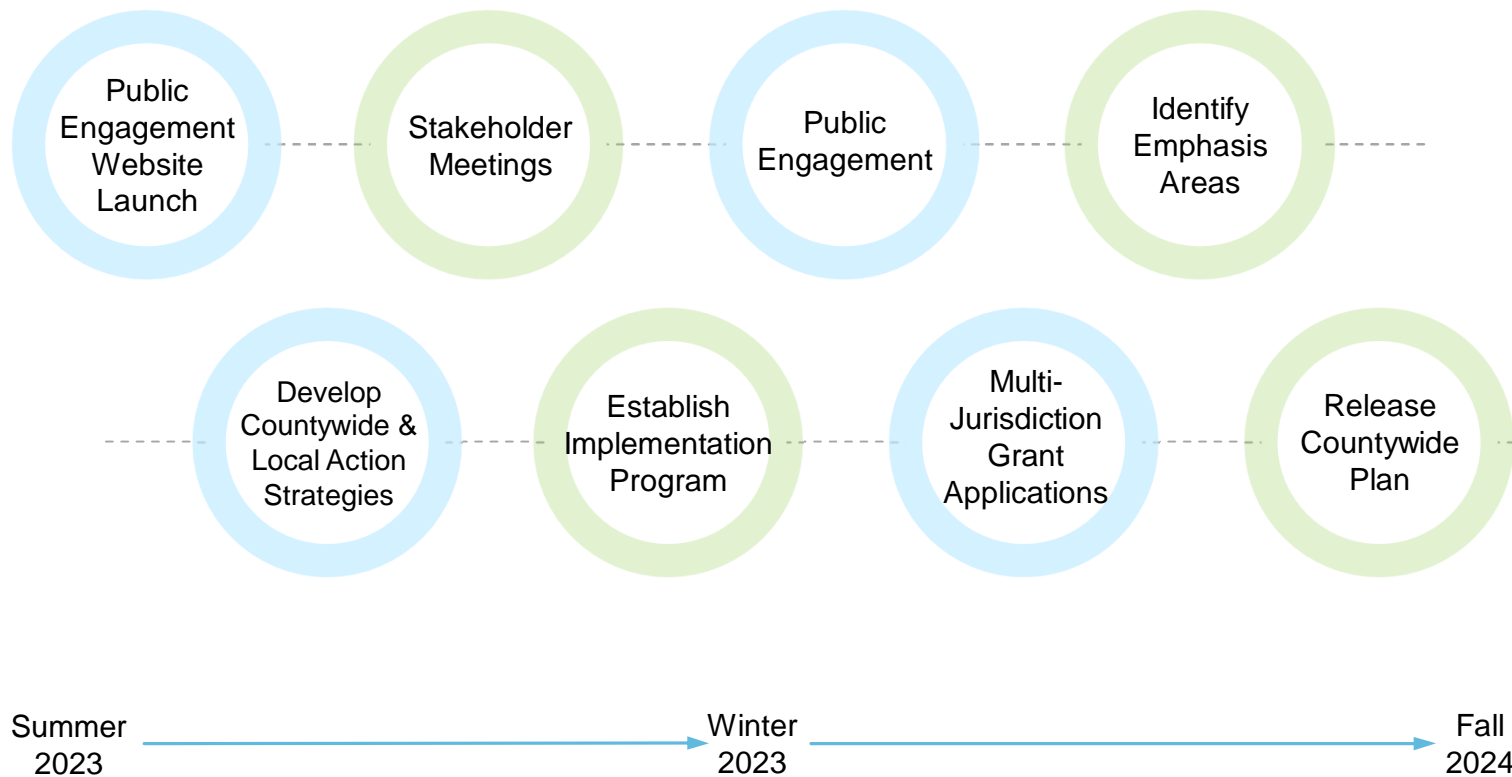 Public
Engagement
Website
Launch
Stakeholder
Meetings
Public
Engagement
Identify
Emphasis
Areas
Develop
Countywide &
Local Action
Strategies
Establish
Implementation
Program
Multi-
Jurisdiction
Grant
Applications
Release
Countywide
Plan
Summer
2023
Winter
2023
Fall
2024